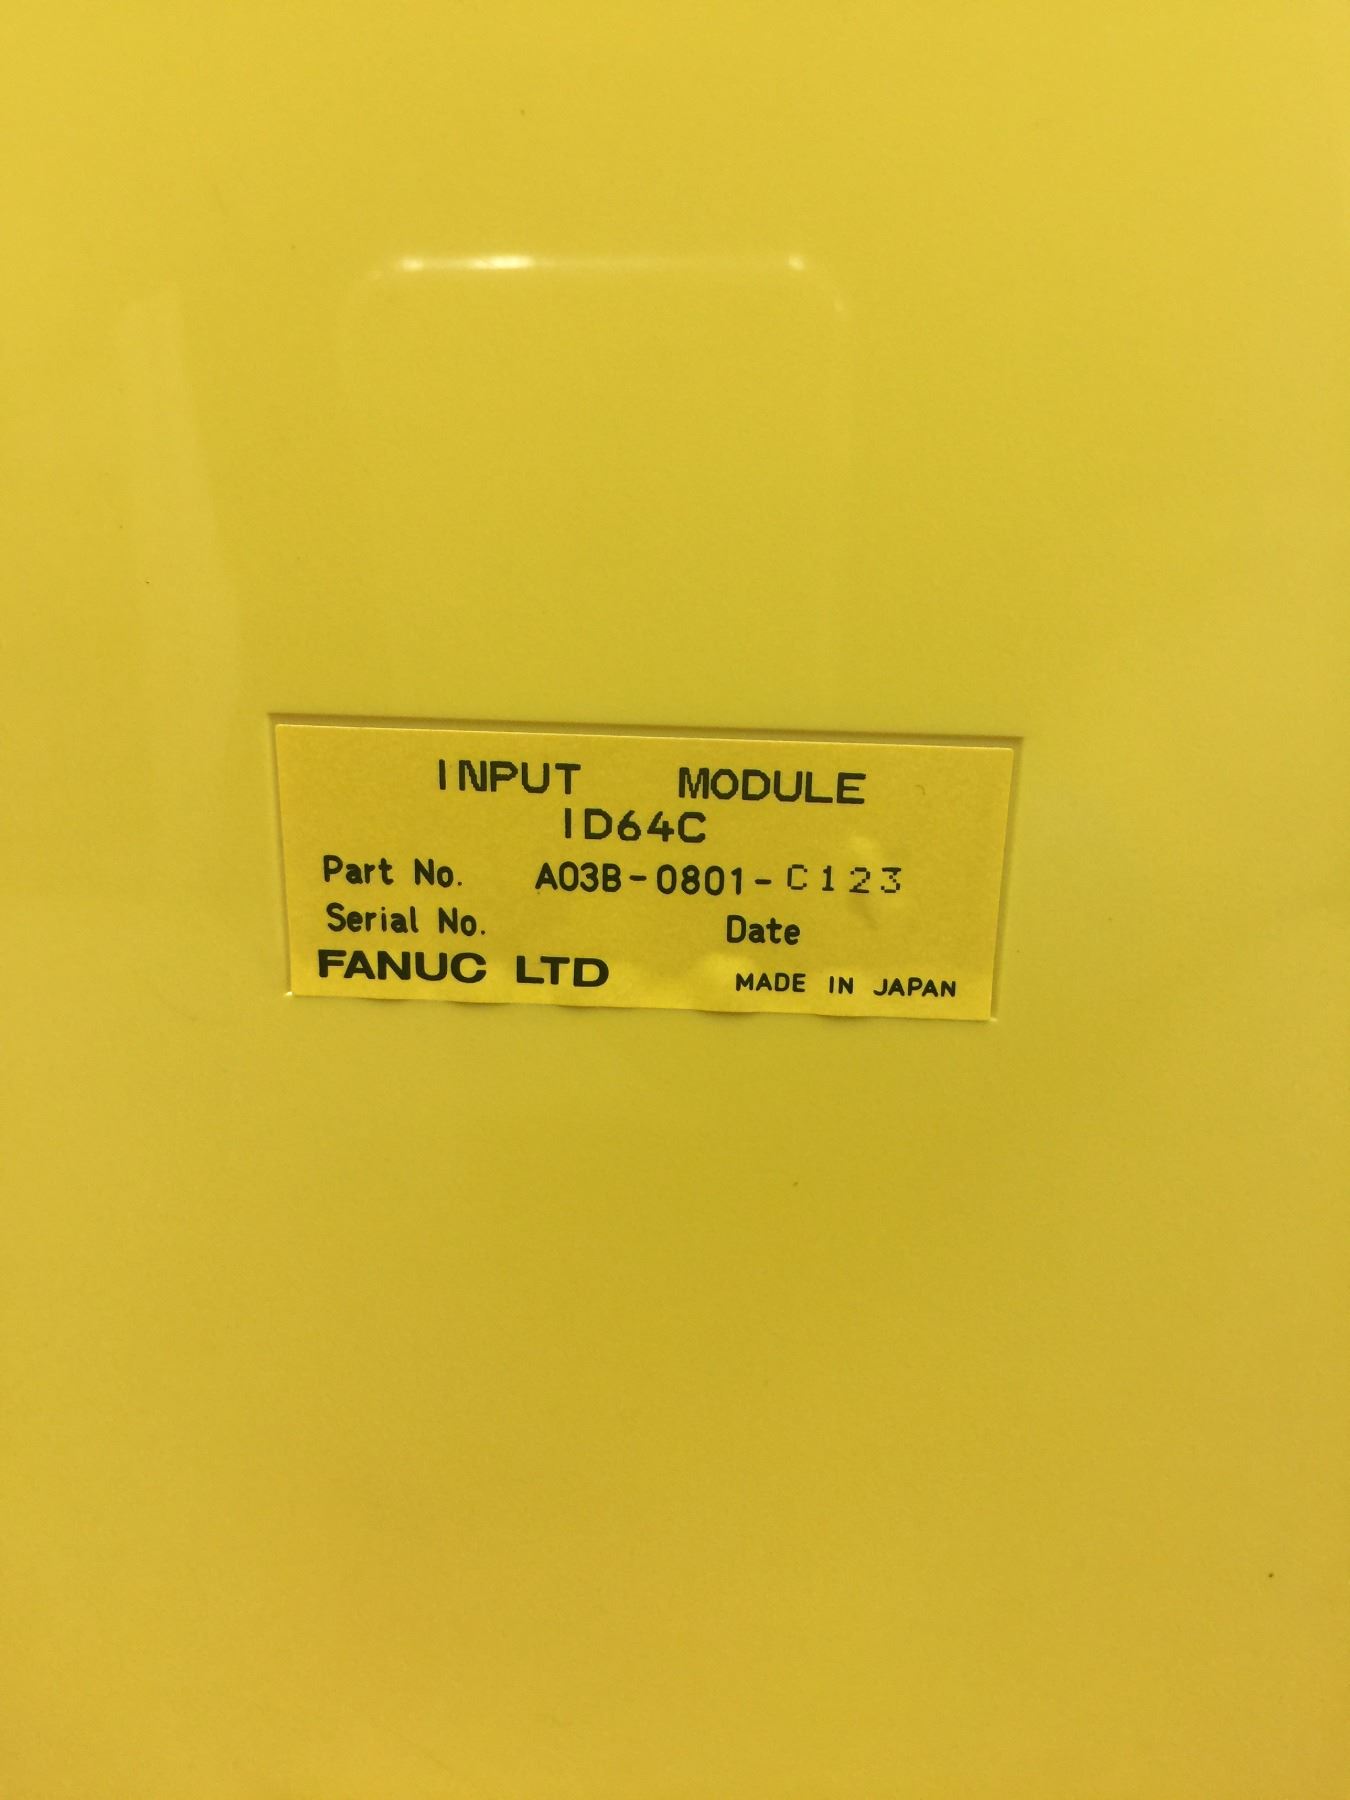 INPUT MODULE
ID64C
Part No. A03B-0801-C123
Serial No. Date
FANUC LTD MADE IN JAPAN